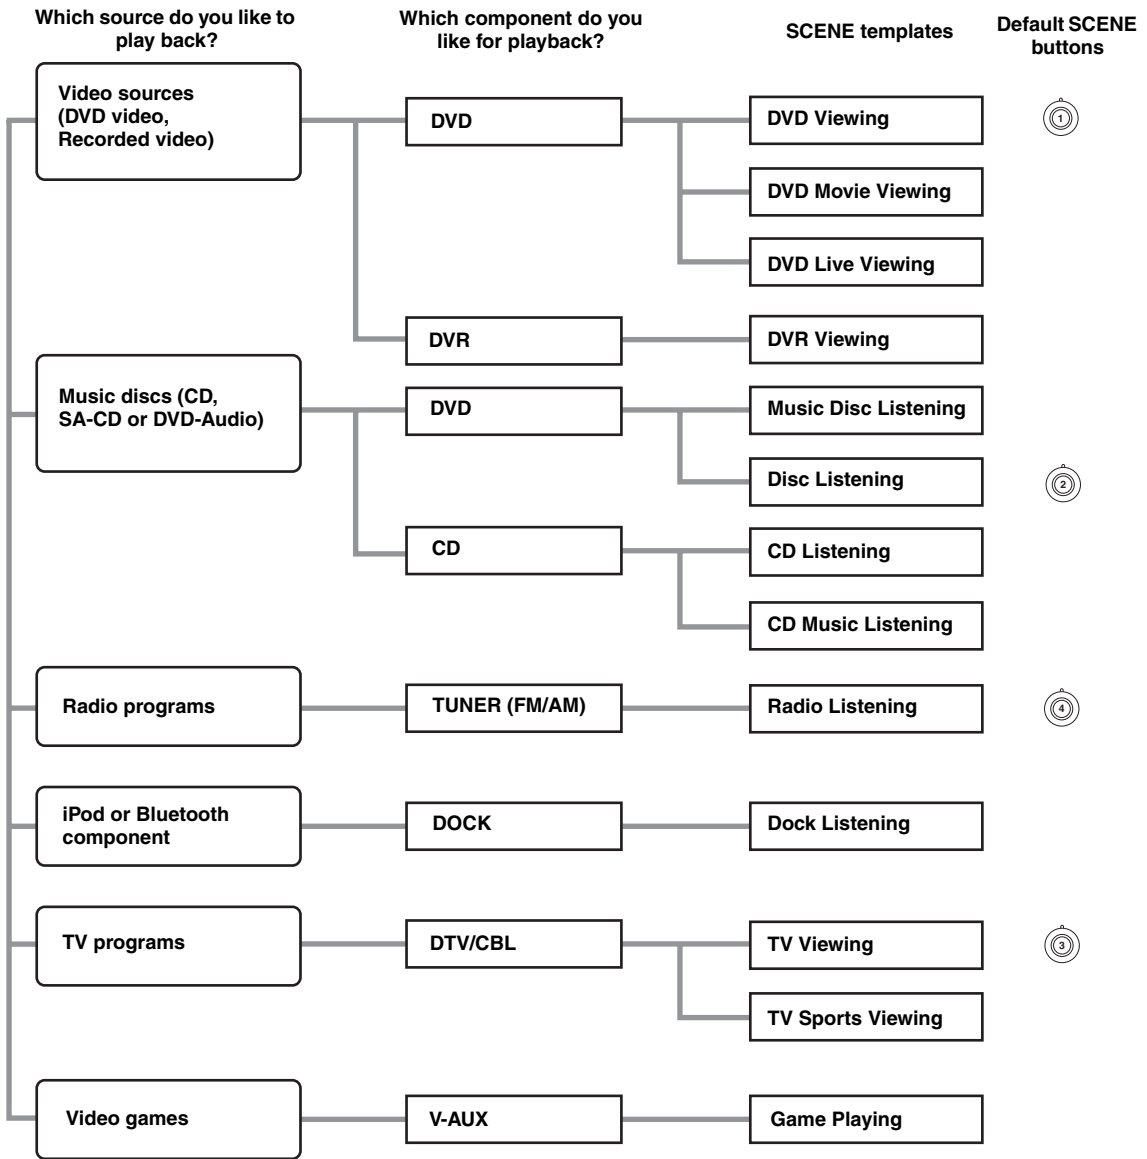 Which source do you like to
play back?
Which component do you
like for playback?
SCENE templates
Default SCENE
buttons
Video sources
(DVD video,
Recorded video)
DVD
DVD Viewing
1
DVD Movie Viewing
DVD Live Viewing
DVR
DVR Viewing
Music discs (CD,
SA-CD or DVD-Audio)
DVD
Music Disc Listening
Disc Listening
2
CD
CD Listening
CD Music Listening
Radio programs
TUNER (FM/AM)
Radio Listening
4
iPod or Bluetooth
component
DOCK
Dock Listening
TV programs
DTV/CBL
TV Viewing
3
TV Sports Viewing
Video games
V-AUX
Game Playing